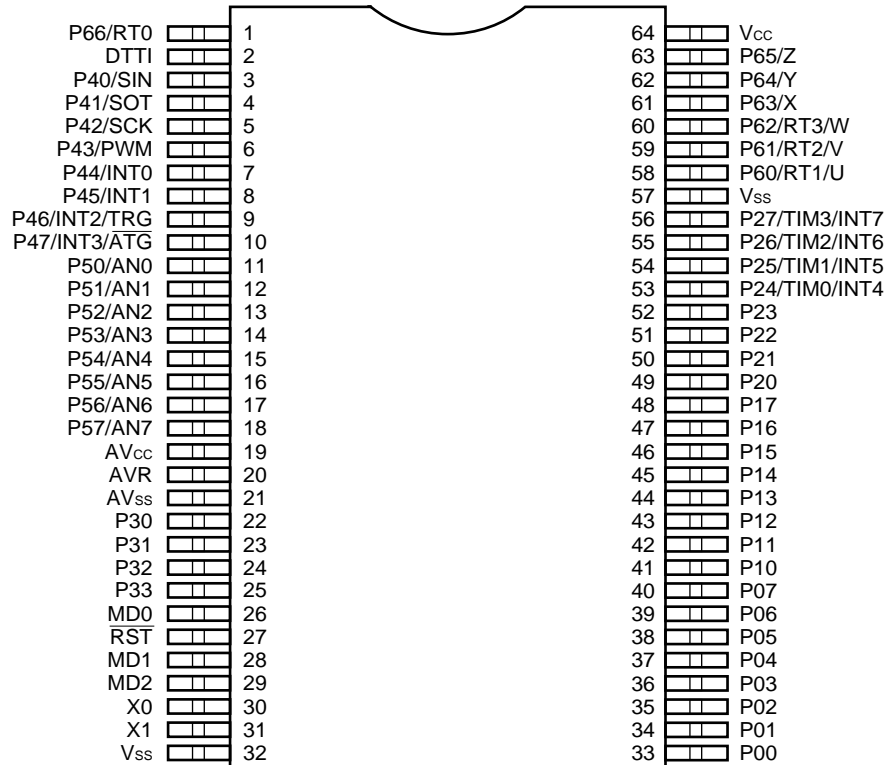 P66/RT0 1 64 Vcc
DTTI 2 63 P65/Z
P40/SIN 3 62 P64/Y
P41/SOT 4 61 P63/X
P42/SCK 5 60 P62/RT3/W
P43/PWM 6 59 P61/RT2/V
P44/INT0 7 58 P60/RT1/U
P45/INT1 8 57 Vss
P46/INT2/TRG 9 56 P27/TIM3/INT7
P47/INT3/A̅T̅G̅ 10 55 P26/TIM2/INT6
P50/AN0 11 54 P25/TIM1/INT5
P51/AN1 12 53 P24/TIM0/INT4
P52/AN2 13 52 P23
P53/AN3 14 51 P22
P54/AN4 15 50 P21
P55/AN5 16 49 P20
P56/AN6 17 48 P17
P57/AN7 18 47 P16
AVcc 19 46 P15
AVR 20 45 P14
AVss 21 44 P13
P30 22 43 P12
P31 23 42 P11
P32 24 41 P10
P33 25 40 P07
MD0 26 39 P06
R̅S̅T̅ 27 38 P05
MD1 28 37 P04
MD2 29 36 P03
X0 30 35 P02
X1 31 34 P01
Vss 32 33 P00